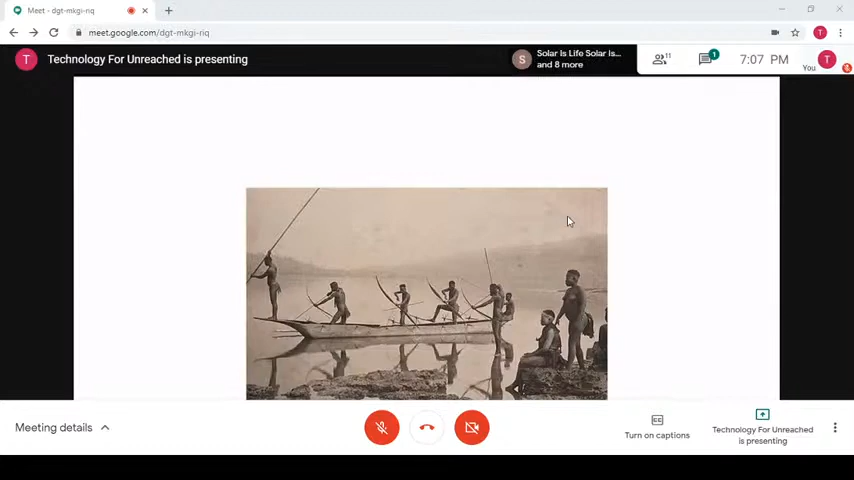 Meet - dgt-mkgi-riq
meet.google.com/dgt-mkgi-riq
T
Technology For Unreached is presenting
S
Solar Is Life Solar Is...
and 8 more
11
1
7:07 PM
You
T
T
Meeting details
Turn on captions
Technology For Unreached
is presenting